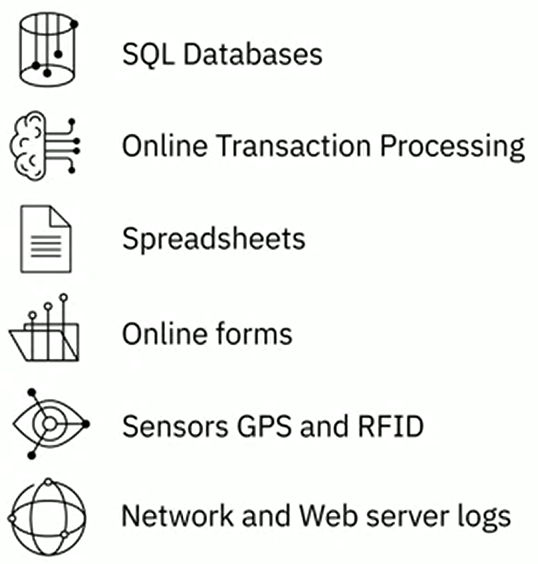 SQL Databases
Online Transaction Processing
Spreadsheets
Online forms
Sensors GPS and RFID
Network and Web server logs